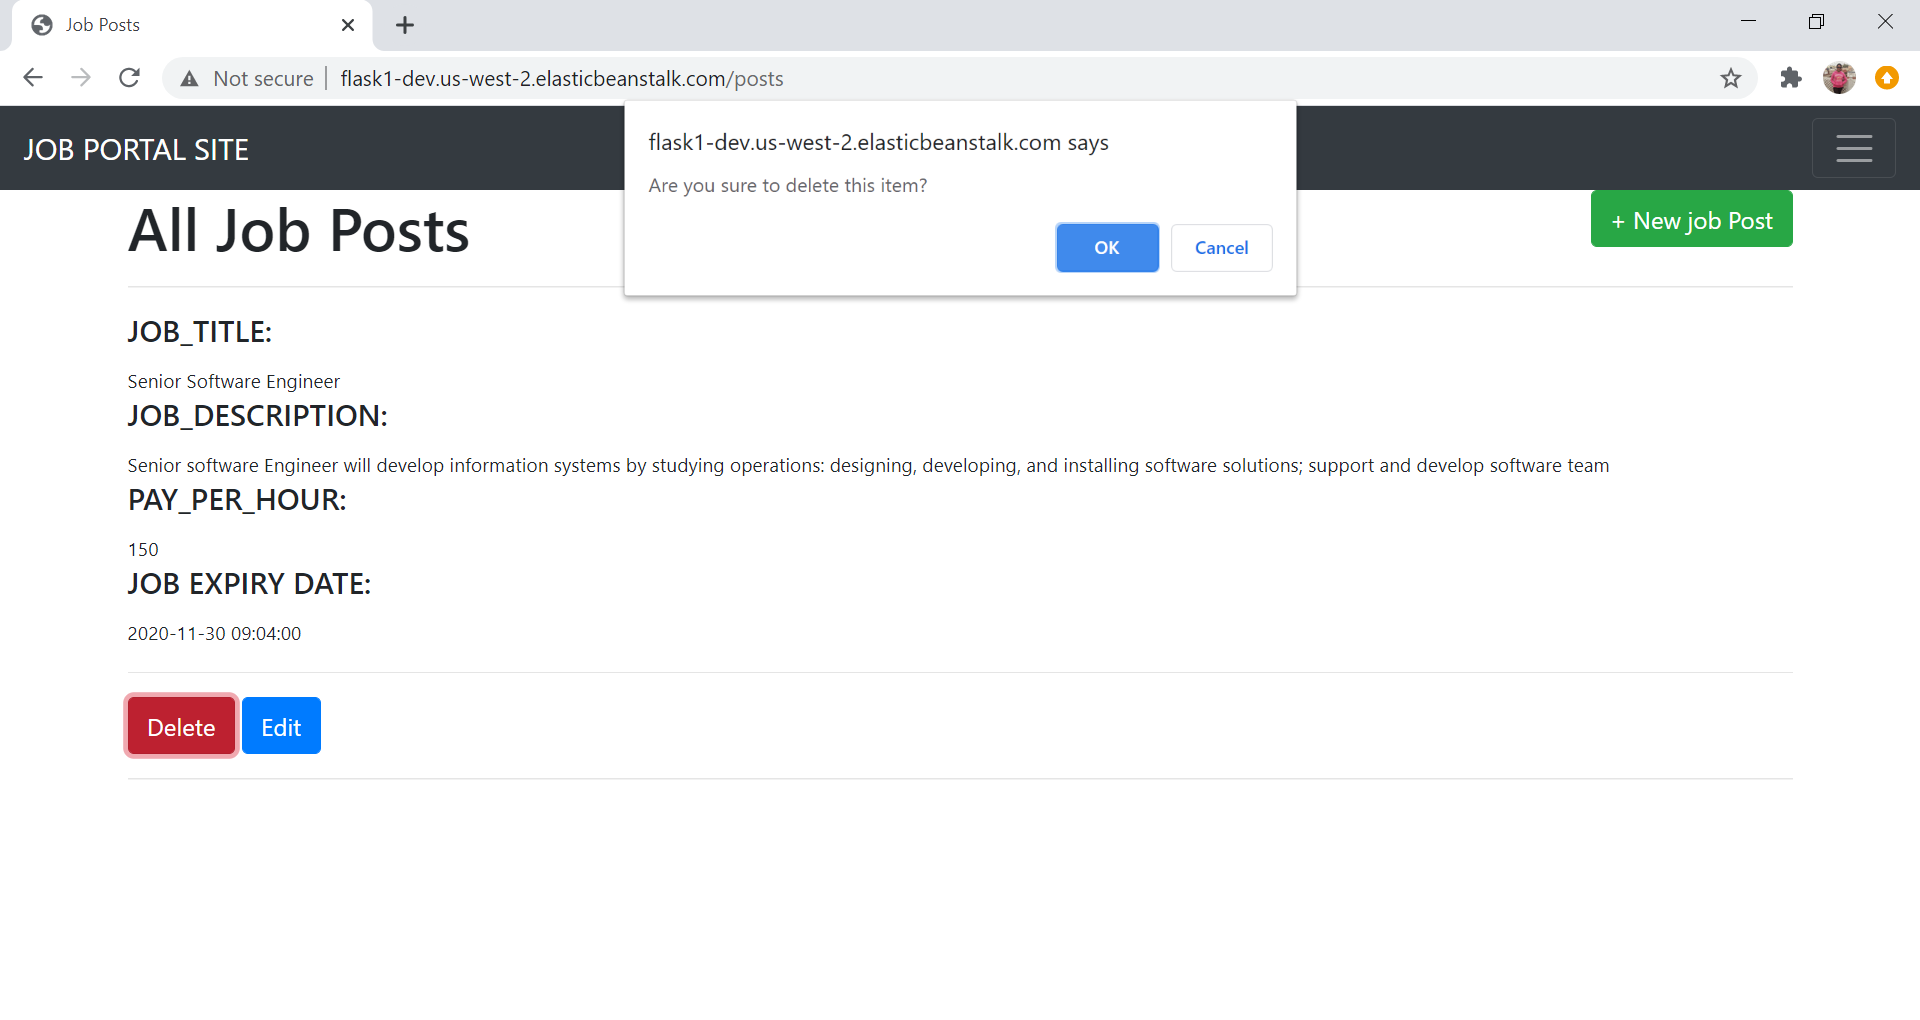 Job Posts
Not secure | flask1-dev.us-west-2.elasticbeanstalk.com/posts
flask1-dev.us-west-2.elasticbeanstalk.com says
Are you sure to delete this item?
OK Cancel
JOB PORTAL SITE
All Job Posts
+ New job Post
JOB_TITLE:
Senior Software Engineer
JOB_DESCRIPTION:
Senior software Engineer will develop information systems by studying operations: designing, developing, and installing software solutions; support and develop software team
PAY_PER_HOUR:
150
JOB EXPIRY DATE:
2020-11-30 09:04:00
Delete Edit